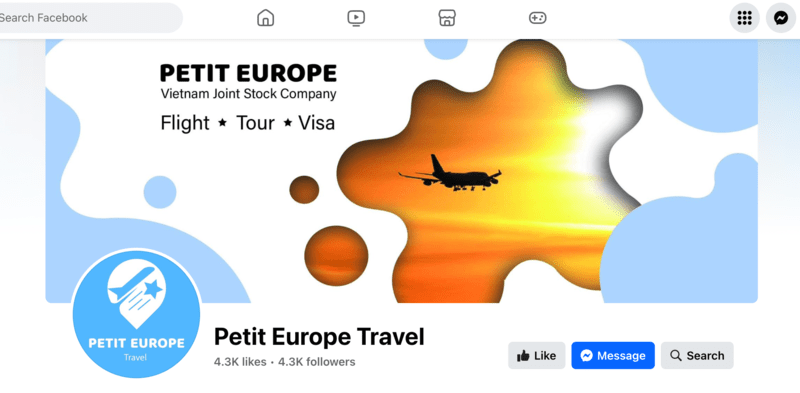 Search Facebook
PETIT EUROPE
Vietnam Joint Stock Company
Flight ★ Tour ★ Visa
PETIT EUROPE
Travel
Petit Europe Travel
4.3K likes • 4.3K followers
Like
Message
Search